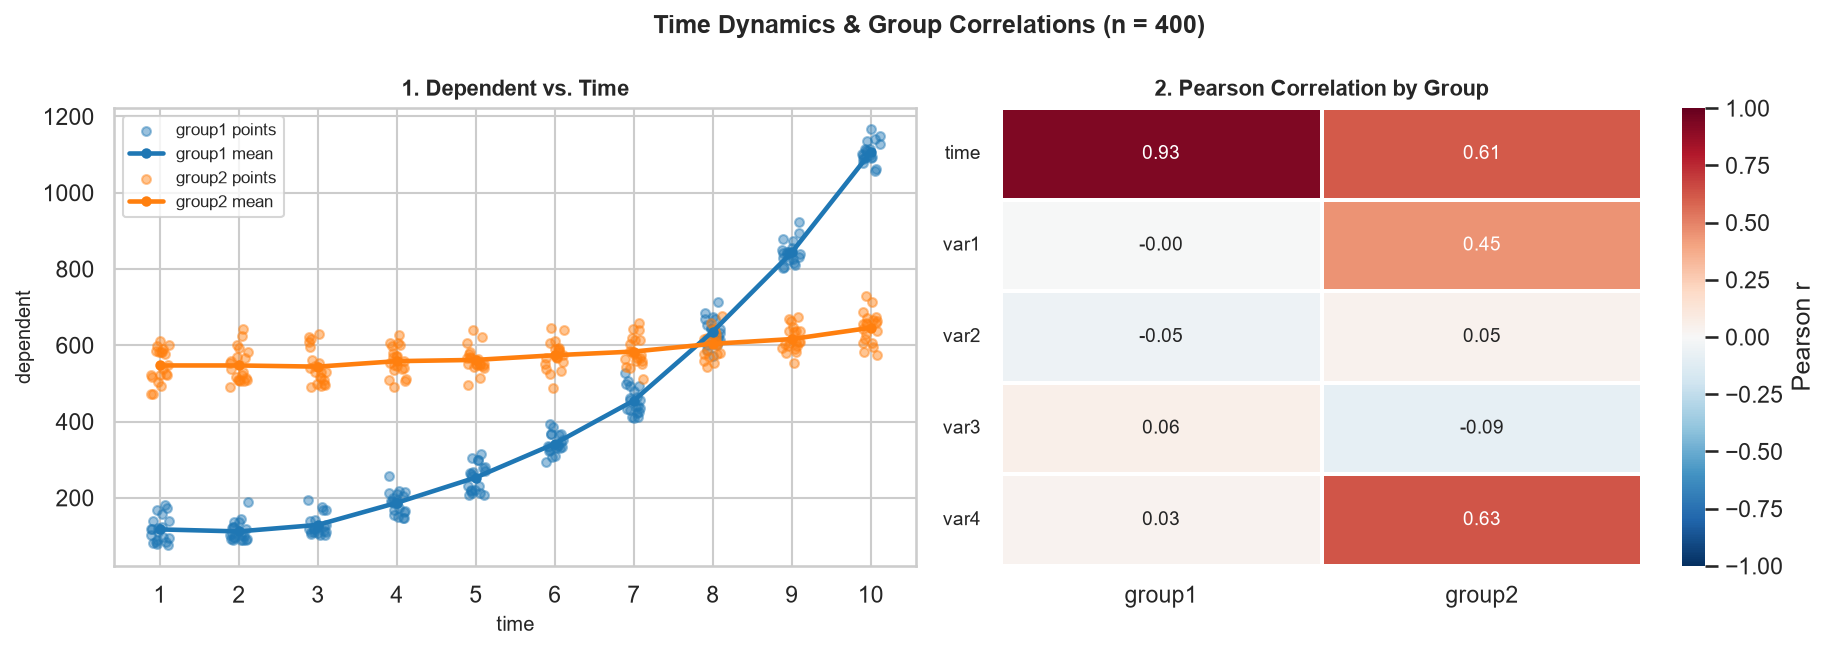 Time Dynamics & Group Correlations (n = 400)
1. Dependent vs. Time
group1 points
group1 mean
group2 points
group2 mean
1200
1000
800
600
400
200
dependent
1 2 3 4 5 6 7 8 9 10
time
2. Pearson Correlation by Group
time 0.93 0.61
var1 -0.00 0.45
var2 -0.05 0.05
var3 0.06 -0.09
var4 0.03 0.63
group1 group2
1.00
0.75
0.50
0.25
0.00
−0.25
−0.50
−0.75
−1.00
Pearson r